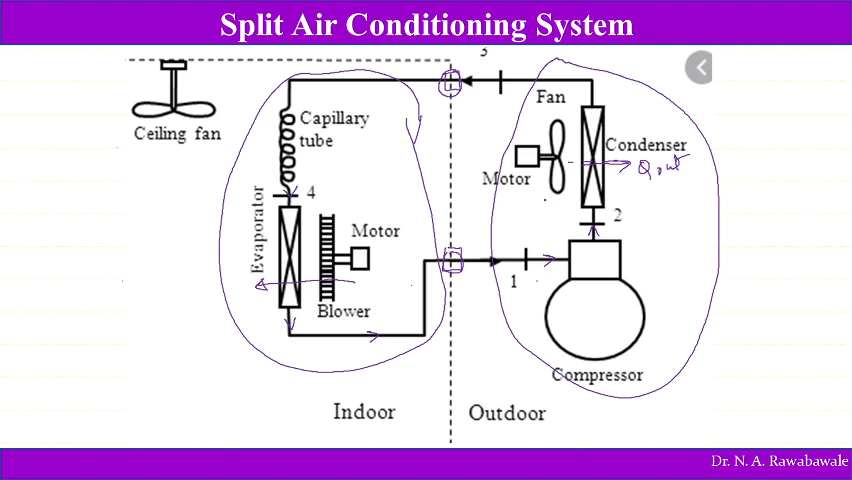 Split Air Conditioning System
3
Fan
Capillary
tube
Ceiling fan
Condenser
Q out
Motor
4
2
Evaporator
Motor
1
Blower
Compressor
Indoor
Outdoor
Dr. N. A. Rawabawale